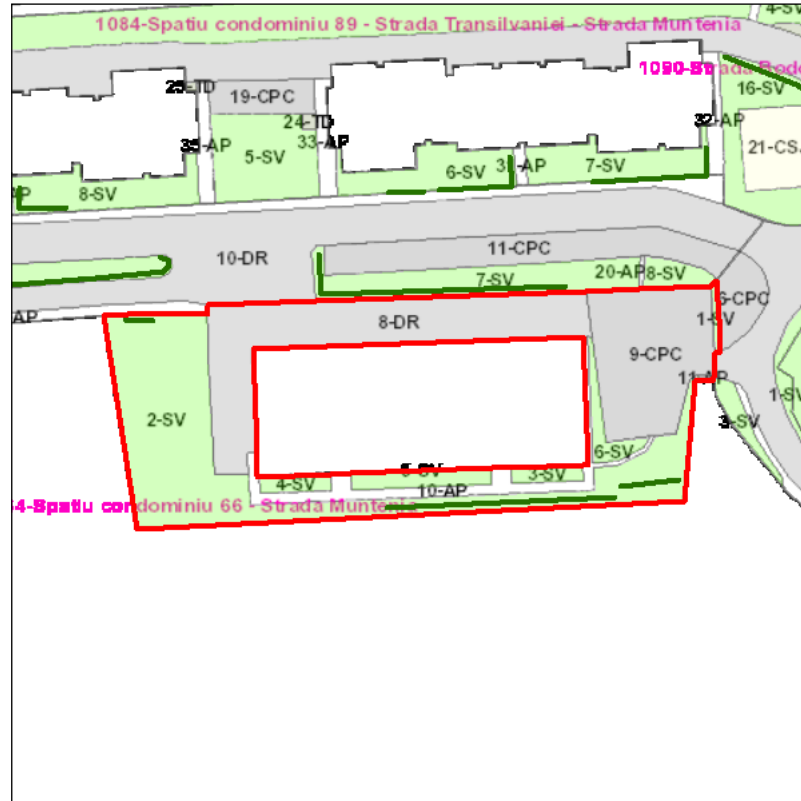 4-SV
1084-Spatiu condominiu 89 - Strada Transilvaniei - Strada Muntenia
16-SV
19-CPC
24-TD
33-AP
32-AP
21-CS
5-SV
6-SV
7-SV
8-SV
10-DR
11-CPC
7-SV
20-AP
8-SV
6-CPC
1-SV
AP
8-DR
9-CPC
11-AP
1-SV
2-SV
3-SV
6-SV
4-SV
3-SV
10-AP
condominiu 66 - Strada Muntenia